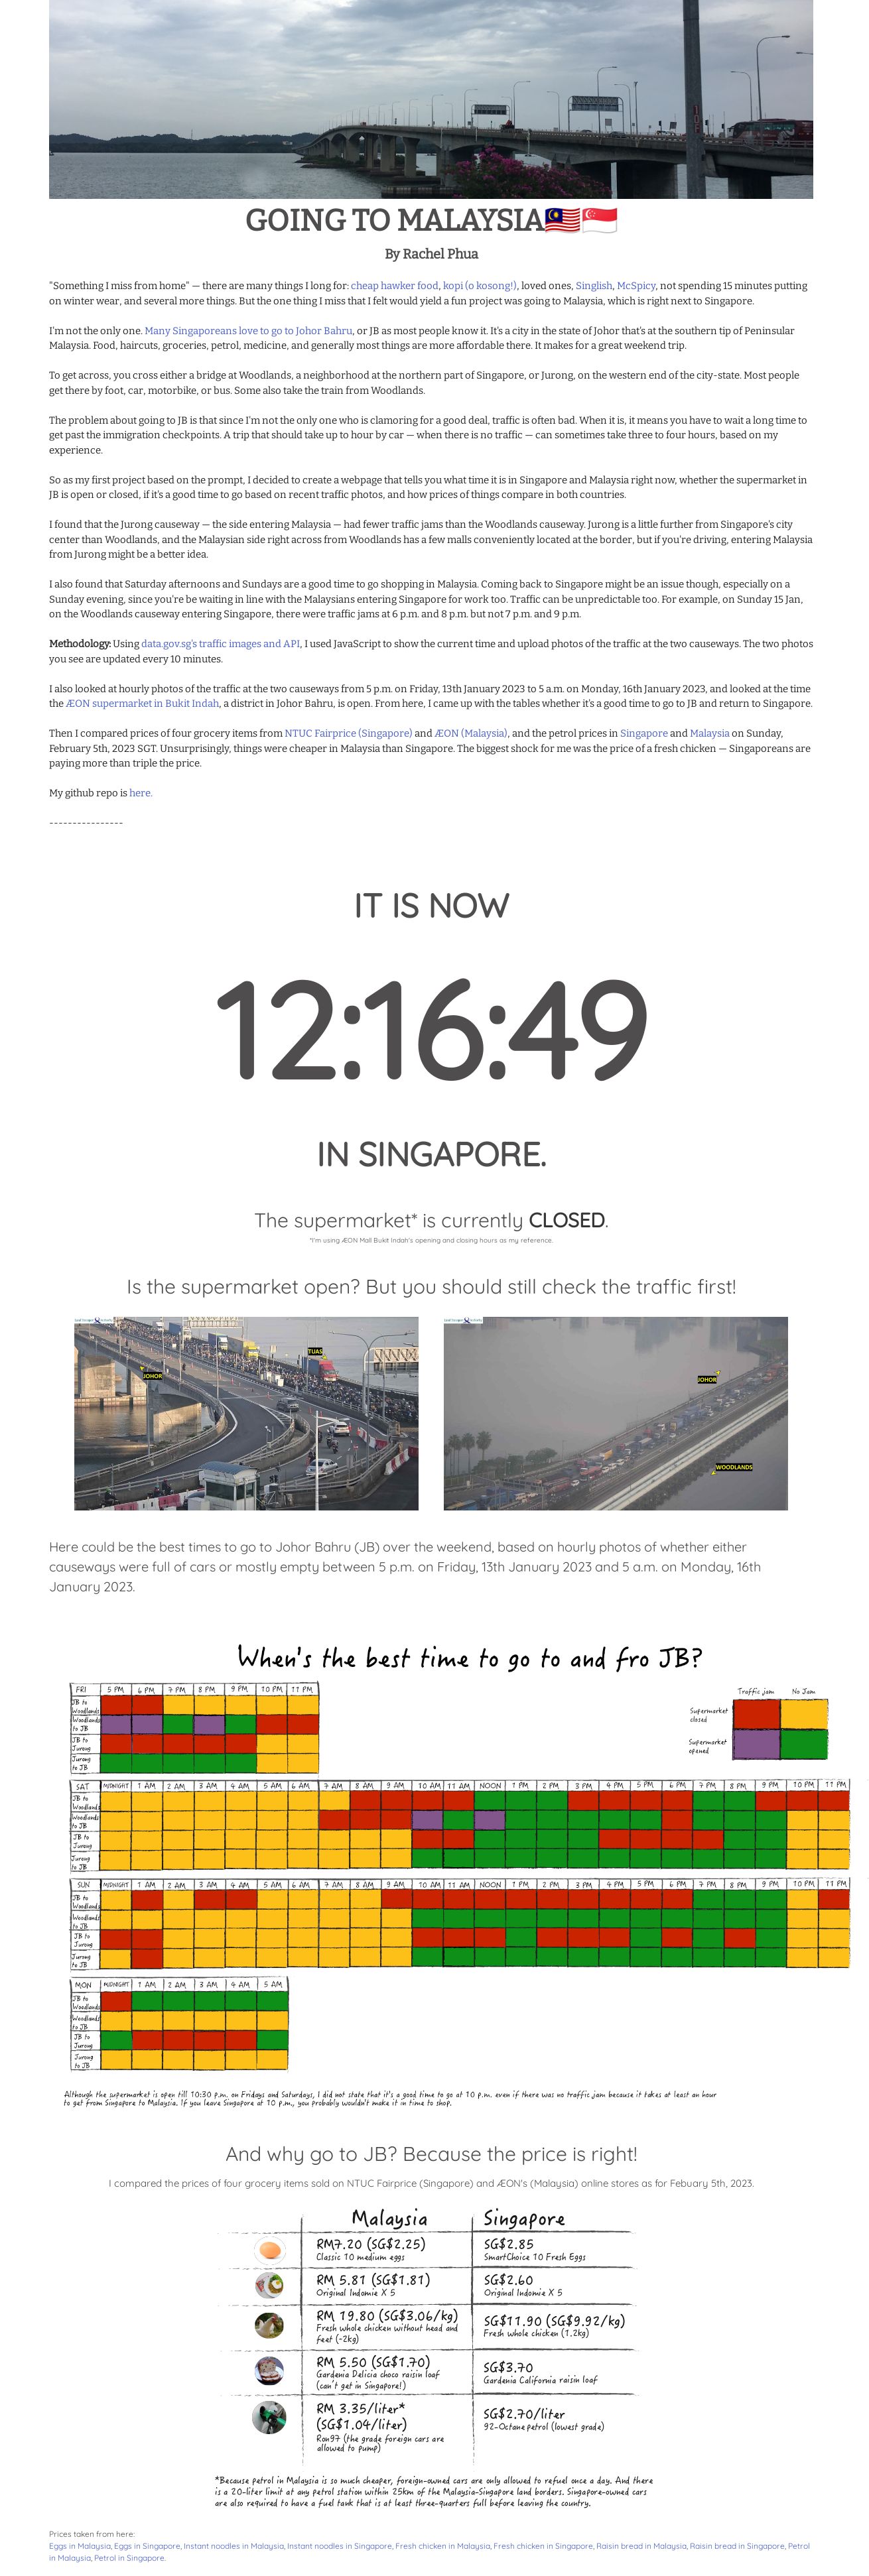 GOING TO MALAYSIA🇲🇾🇸🇬
By Rachel Phua
"Something I miss from home" — there are many things I long for: cheap hawker food, kopi (o kosong!), loved ones, Singlish, McSpicy, not spending 15 minutes putting
on winter wear, and several more things. But the one thing I miss that I felt would yield a fun project was going to Malaysia, which is right next to Singapore.
I'm not the only one. Many Singaporeans love to go to Johor Bahru, or JB as most people know it. It's a city in the state of Johor that's at the southern tip of Peninsular
Malaysia. Food, haircuts, groceries, petrol, medicine, and generally most things are more affordable there. It makes for a great weekend trip.
To get across, you cross either a bridge at Woodlands, a neighborhood at the northern part of Singapore, or Jurong, on the western end of the city-state. Most people
get there by foot, car, motorbike, or bus. Some also take the train from Woodlands.
The problem about going to JB is that since I'm not the only one who is clamoring for a good deal, traffic is often bad. When it is, it means you have to wait a long time to
get past the immigration checkpoints. A trip that should take up to hour by car — when there is no traffic — can sometimes take three to four hours, based on my
experience.
So as my first project based on the prompt, I decided to create a webpage that tells you what time it is in Singapore and Malaysia right now, whether the supermarket in
JB is open or closed, if it's a good time to go based on recent traffic photos, and how prices of things compare in both countries.
I found that the Jurong causeway — the side entering Malaysia — had fewer traffic jams than the Woodlands causeway. Jurong is a little further from Singapore's city
center than Woodlands, and the Malaysian side right across from Woodlands has a few malls conveniently located at the border, but if you're driving, entering Malaysia
from Jurong might be a better idea.
I also found that Saturday afternoons and Sundays are a good time to go shopping in Malaysia. Coming back to Singapore might be an issue though, especially on a
Sunday evening, since you're be waiting in line with the Malaysians entering Singapore for work too. Traffic can be unpredictable too. For example, on Sunday 15 Jan,
on the Woodlands causeway entering Singapore, there were traffic jams at 6 p.m. and 8 p.m. but not 7 p.m. and 9 p.m.
Methodology: Using data.gov.sg's traffic images and API, I used JavaScript to show the current time and upload photos of the traffic at the two causeways. The two photos
you see are updated every 10 minutes.
I also looked at hourly photos of the traffic at the two causeways from 5 p.m. on Friday, 13th January 2023 to 5 a.m. on Monday, 16th January 2023, and looked at the time
the ÆON supermarket in Bukit Indah, a district in Johor Bahru, is open. From here, I came up with the tables whether it's a good time to go to JB and return to Singapore.
Then I compared prices of four grocery items from NTUC Fairprice (Singapore) and ÆON (Malaysia), and the petrol prices in Singapore and Malaysia on Sunday,
February 5th, 2023 SGT. Unsurprisingly, things were cheaper in Malaysia than Singapore. The biggest shock for me was the price of a fresh chicken — Singaporeans are
paying more than triple the price.
My github repo is here.
----------------
IT IS NOW
12:16:49
IN SINGAPORE.
The supermarket* is currently CLOSED.
*I'm using ÆON Mall Bukit Indah's opening and closing hours as my reference.
Is the supermarket open? But you should still check the traffic first!
TUAS
JOHOR
JOHOR
WOODLANDS
Here could be the best times to go to Johor Bahru (JB) over the weekend, based on hourly photos of whether either
causeways were full of cars or mostly empty between 5 p.m. on Friday, 13th January 2023 and 5 a.m. on Monday, 16th
January 2023.
When's the best time to go to and fro JB?
Traffic jam No Jam
Supermarket closed
Supermarket opened
FRI 5 PM 6 PM 7 PM 8 PM 9 PM 10 PM 11 PM
JB to Woodlands
Woodlands to JB
JB to Jurong
Jurong to JB
SAT MIDNIGHT 1 AM 2 AM 3 AM 4 AM 5 AM 6 AM 7 AM 8 AM 9 AM 10 AM 11 AM NOON 1 PM 2 PM 3 PM 4 PM 5 PM 6 PM 7 PM 8 PM 9 PM 10 PM 11 PM
JB to Woodlands
Woodlands to JB
JB to Jurong
Jurong to JB
SUN MIDNIGHT 1 AM 2 AM 3 AM 4 AM 5 AM 6 AM 7 AM 8 AM 9 AM 10 AM 11 AM NOON 1 PM 2 PM 3 PM 4 PM 5 PM 6 PM 7 PM 8 PM 9 PM 10 PM 11 PM
JB to Woodlands
Woodlands to JB
JB to Jurong
Jurong to JB
MON MIDNIGHT 1 AM 2 AM 3 AM 4 AM 5 AM
JB to Woodlands
Woodlands to JB
JB to Jurong
Jurong to JB
Although the supermarket is open till 10:30 p.m. on Fridays and Saturdays, I did not state that it's a good time to go at 10 p.m. even if there was no traffic jam because it takes at least an hour
to get from Singapore to Malaysia. If you leave Singapore at 10 p.m., you probably wouldn't make it in time to shop.
And why go to JB? Because the price is right!
I compared the prices of four grocery items sold on NTUC Fairprice (Singapore) and ÆON's (Malaysia) online stores as for Febuary 5th, 2023.
Malaysia Singapore
RM7.20 (SG$2.25) SG$2.85
Classic 10 medium eggs SmartChoice 10 Fresh Eggs
RM 5.81 (SG$1.81) SG$2.60
Original Indomie X 5 Original Indomie X 5
RM 19.80 (SG$3.06/kg) SG$11.90 (SG$9.92/kg)
Fresh whole chicken without head and Fresh whole chicken (1.2kg)
feet (~2kg)
RM 5.50 (SG$1.70) SG$3.70
Gardenia Delicia choco raisin loaf Gardenia California raisin loaf
(can't get in Singapore!)
RM 3.35/liter* SG$2.70/liter
(SG$1.04/liter) 92-Octane petrol (lowest grade)
Ron97 (the grade foreign cars are
allowed to pump)
*Because petrol in Malaysia is so much cheaper, foreign-owned cars are only allowed to refuel once a day. And there
is a 20-liter limit at any petrol station within 25km of the Malaysia-Singapore land borders. Singapore-owned cars
are also required to have a fuel tank that is at least three-quarters full before leaving the country.
Prices taken from here:
Eggs in Malaysia, Eggs in Singapore, Instant noodles in Malaysia, Instant noodles in Singapore, Fresh chicken in Malaysia, Fresh chicken in Singapore, Raisin bread in Malaysia, Raisin bread in Singapore, Petrol
in Malaysia, Petrol in Singapore.